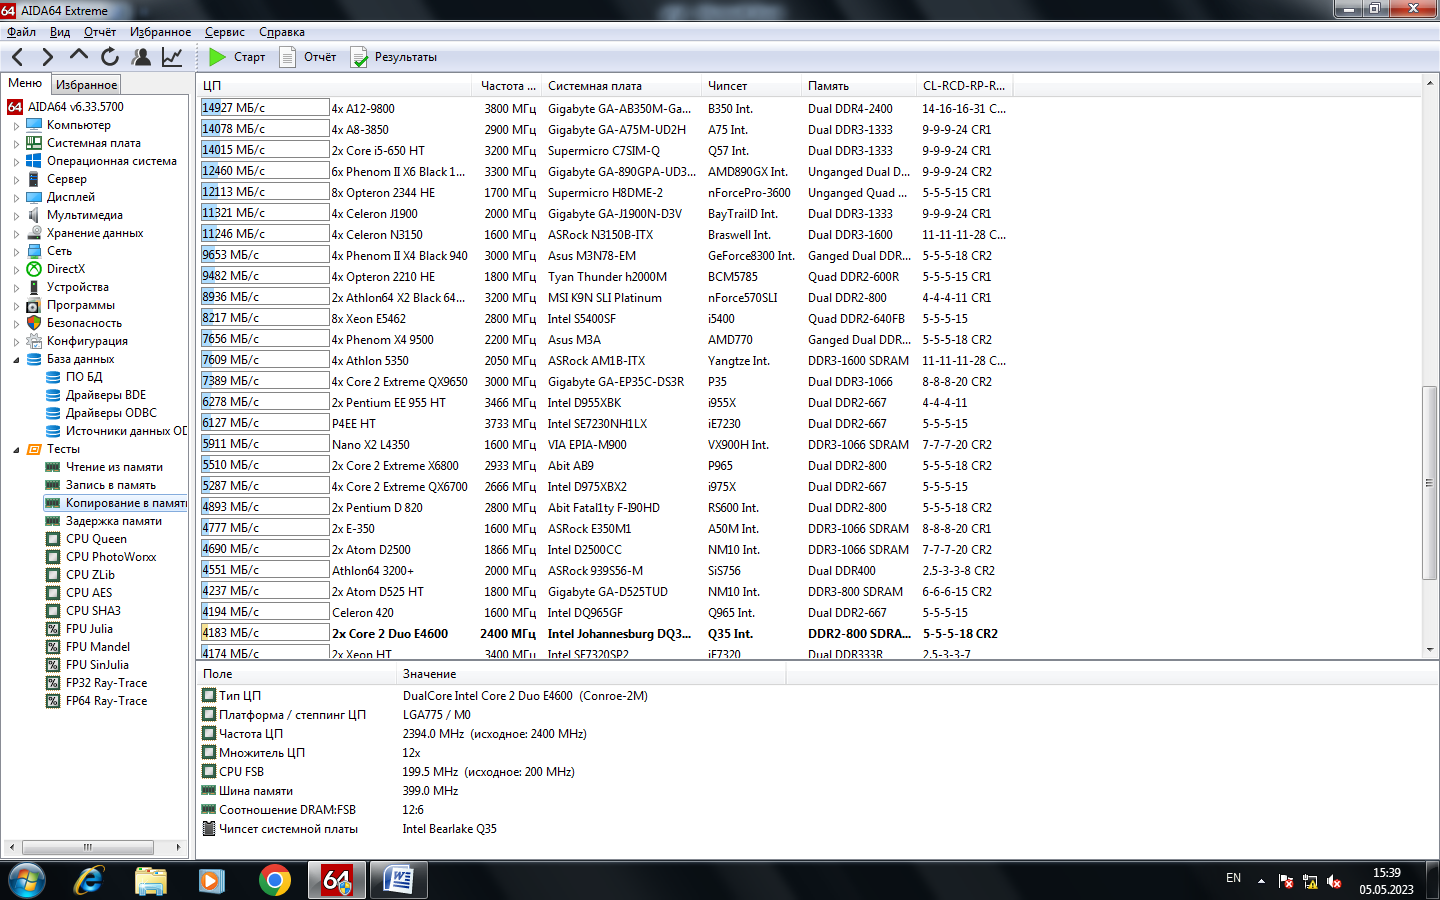 AIDA64 Extreme
Файл Вид Отчёт Избранное Сервис Справка
Старт Отчёт Результаты
Меню Избранное
AIDA64 v6.33.5700
Компьютер
Системная плата
Операционная система
Сервер
Дисплей
Мультимедиа
Хранение данных
Сеть
DirectX
Устройства
Программы
Безопасность
Конфигурация
База данных
ПО БД
Драйверы BDE
Драйверы ODBC
Источники данных OD
Тесты
Чтение из памяти
Запись в память
Копирование в памят
Задержка памяти
CPU Queen
CPU PhotoWorxx
CPU ZLib
CPU AES
CPU SHA3
FPU Julia
FPU Mandel
FPU SinJulia
FP32 Ray-Trace
FP64 Ray-Trace
ЦП Частота ... Системная плата Чипсет Память CL-RCD-RP-R...
14927 МБ/с 4x A12-9800 3800 МГц Gigabyte GA-AB350M-Ga... B350 Int. Dual DDR4-2400 14-16-16-31 C...
14078 МБ/с 4x A8-3850 2900 МГц Gigabyte GA-A75M-UD2H A75 Int. Dual DDR3-1333 9-9-9-24 CR1
14015 МБ/с 2x Core i5-650 HT 3200 МГц Supermicro C7SIM-Q Q57 Int. Dual DDR3-1333 9-9-9-24 CR1
12460 МБ/с 6x Phenom II X6 Black 1... 3300 МГц Gigabyte GA-890GPA-UD3... AMD890GX Int. Unganged Dual D... 9-9-9-24 CR2
12113 МБ/с 8x Opteron 2344 HE 1700 МГц Supermicro H8DME-2 nForcePro-3600 Unganged Quad ... 5-5-5-15 CR1
11321 МБ/с 4x Celeron J1900 2000 МГц Gigabyte GA-J1900N-D3V BayTrailD Int. Dual DDR3-1333 9-9-9-24 CR1
11246 МБ/с 4x Celeron N3150 1600 МГц ASRock N3150B-ITX Braswell Int. Dual DDR3-1600 11-11-11-28 C...
9653 МБ/с 4x Phenom II X4 Black 940 3000 МГц Asus M3N78-EM GeForce8300 Int. Ganged Dual DDR... 5-5-5-18 CR2
9482 МБ/с 4x Opteron 2210 HE 1800 МГц Tyan Thunder h2000M BCM5785 Quad DDR2-600R 5-5-5-15 CR1
8936 МБ/с 2x Athlon64 X2 Black 64... 3200 МГц MSI K9N SLI Platinum nForce570SLI Dual DDR2-800 4-4-4-11 CR1
8217 МБ/с 8x Xeon E5462 2800 МГц Intel S5400SF i5400 Quad DDR2-640FB 5-5-5-15
7656 МБ/с 4x Phenom X4 9500 2200 МГц Asus M3A AMD770 Ganged Dual DDR... 5-5-5-18 CR2
7609 МБ/с 4x Athlon 5350 2050 МГц ASRock AM1B-ITX Yangtze Int. DDR3-1600 SDRAM 11-11-11-28 C...
7389 МБ/с 4x Core 2 Extreme QX9650 3000 МГц Gigabyte GA-EP35C-DS3R P35 Dual DDR3-1066 8-8-8-20 CR2
6278 МБ/с 2x Pentium EE 955 HT 3466 МГц Intel D955XBK i955X Dual DDR2-667 4-4-4-11
6127 МБ/с P4EE HT 3733 МГц Intel SE7230NH1LX iE7230 Dual DDR2-667 5-5-5-15
5911 МБ/с Nano X2 L4350 1600 МГц VIA EPIA-M900 VX900H Int. DDR3-1066 SDRAM 7-7-7-20 CR2
5510 МБ/с 2x Core 2 Extreme X6800 2933 МГц Abit AB9 P965 Dual DDR2-800 5-5-5-18 CR2
5287 МБ/с 4x Core 2 Extreme QX6700 2666 МГц Intel D975XBX2 i975X Dual DDR2-667 5-5-5-15
4893 МБ/с 2x Pentium D 820 2800 МГц Abit Fatal1ty F-I90HD RS600 Int. Dual DDR2-800 5-5-5-18 CR2
4777 МБ/с 2x E-350 1600 МГц ASRock E350M1 A50M Int. DDR3-1066 SDRAM 8-8-8-20 CR1
4690 МБ/с 2x Atom D2500 1866 МГц Intel D2500CC NM10 Int. DDR3-1066 SDRAM 7-7-7-20 CR2
4551 МБ/с Athlon64 3200+ 2000 МГц ASRock 939S56-M SiS756 Dual DDR400 2.5-3-3-8 CR2
4237 МБ/с 2x Atom D525 HT 1800 МГц Gigabyte GA-D525TUD NM10 Int. DDR3-800 SDRAM 6-6-6-15 CR2
4194 МБ/с Celeron 420 1600 МГц Intel DQ965GF Q965 Int. Dual DDR2-667 5-5-5-15
4183 МБ/с 2x Core 2 Duo E4600 2400 МГц Intel Johannesburg DQ3... Q35 Int. DDR2-800 SDRA... 5-5-5-18 CR2
4174 МБ/с 2x Xeon HT 3400 МГц Intel SE7320SP2 iE7320 Dual DDR333R 2.5-3-3-7
Поле Значение
Тип ЦП DualCore Intel Core 2 Duo E4600 (Conroe-2M)
Платформа / степпинг ЦП LGA775 / M0
Частота ЦП 2394.0 MHz (исходное: 2400 MHz)
Множитель ЦП 12x
CPU FSB 199.5 MHz (исходное: 200 MHz)
Шина памяти 399.0 MHz
Соотношение DRAM:FSB 12:6
Чипсет системной платы Intel Bearlake Q35
EN 15:39
05.05.2023